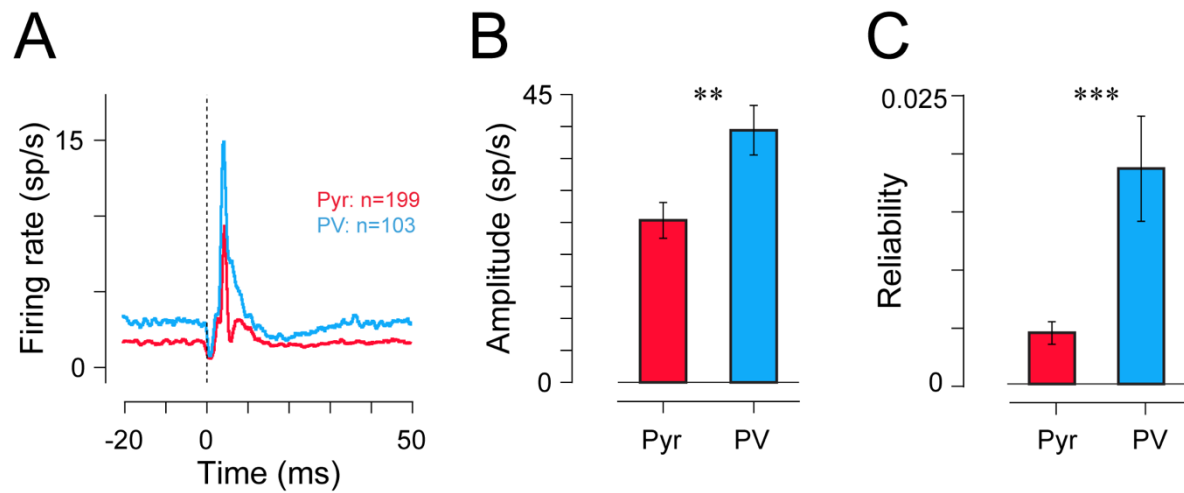 A
Firing rate (sp/s)
15
0
Pyr: n=199
PV: n=103
-20
0
50
Time (ms)
B
Amplitude (sp/s)
45
0
**
Pyr
PV
C
Reliability
0.025
0
***
Pyr
PV